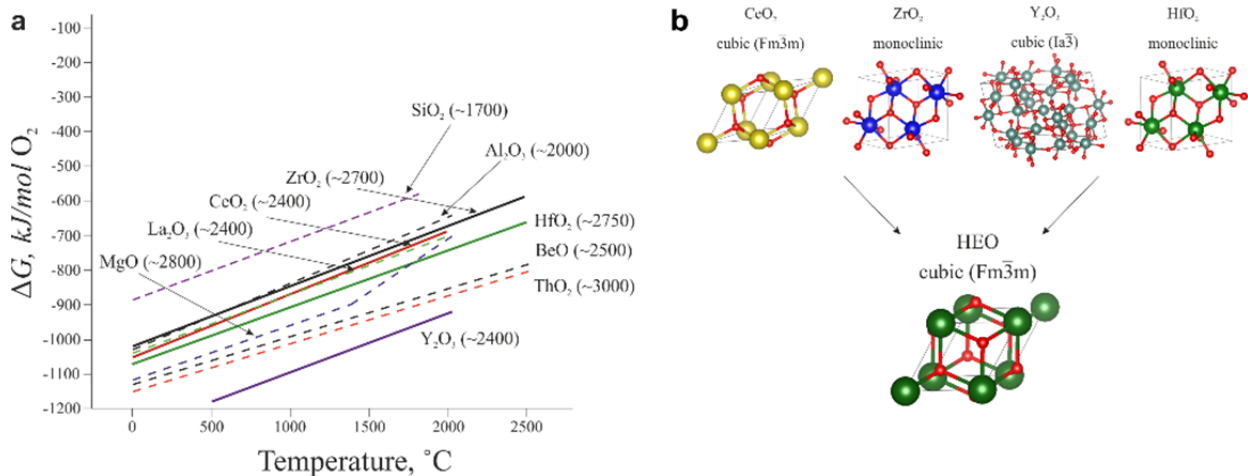 a
-100
-200
-300
-400
-500
-600
-700
-800
-900
-1000
-1100
-1200
ΔG, kJ/mol O₂
SiO₂ (~1700)
Al₂O₃ (~2000)
ZrO₂ (~2700)
CeO₂ (~2400)
La₂O₃ (~2400)
MgO (~2800)
HfO₂ (~2750)
BeO (~2500)
ThO₂ (~3000)
Y₂O₃ (~2400)
0 500 1000 1500 2000 2500
Temperature, ˚C
b
CeO₂
cubic (Fm3̅m)
ZrO₂
monoclinic
Y₂O₃
cubic (Ia3̅)
HfO₂
monoclinic
HEO
cubic (Fm3̅m)